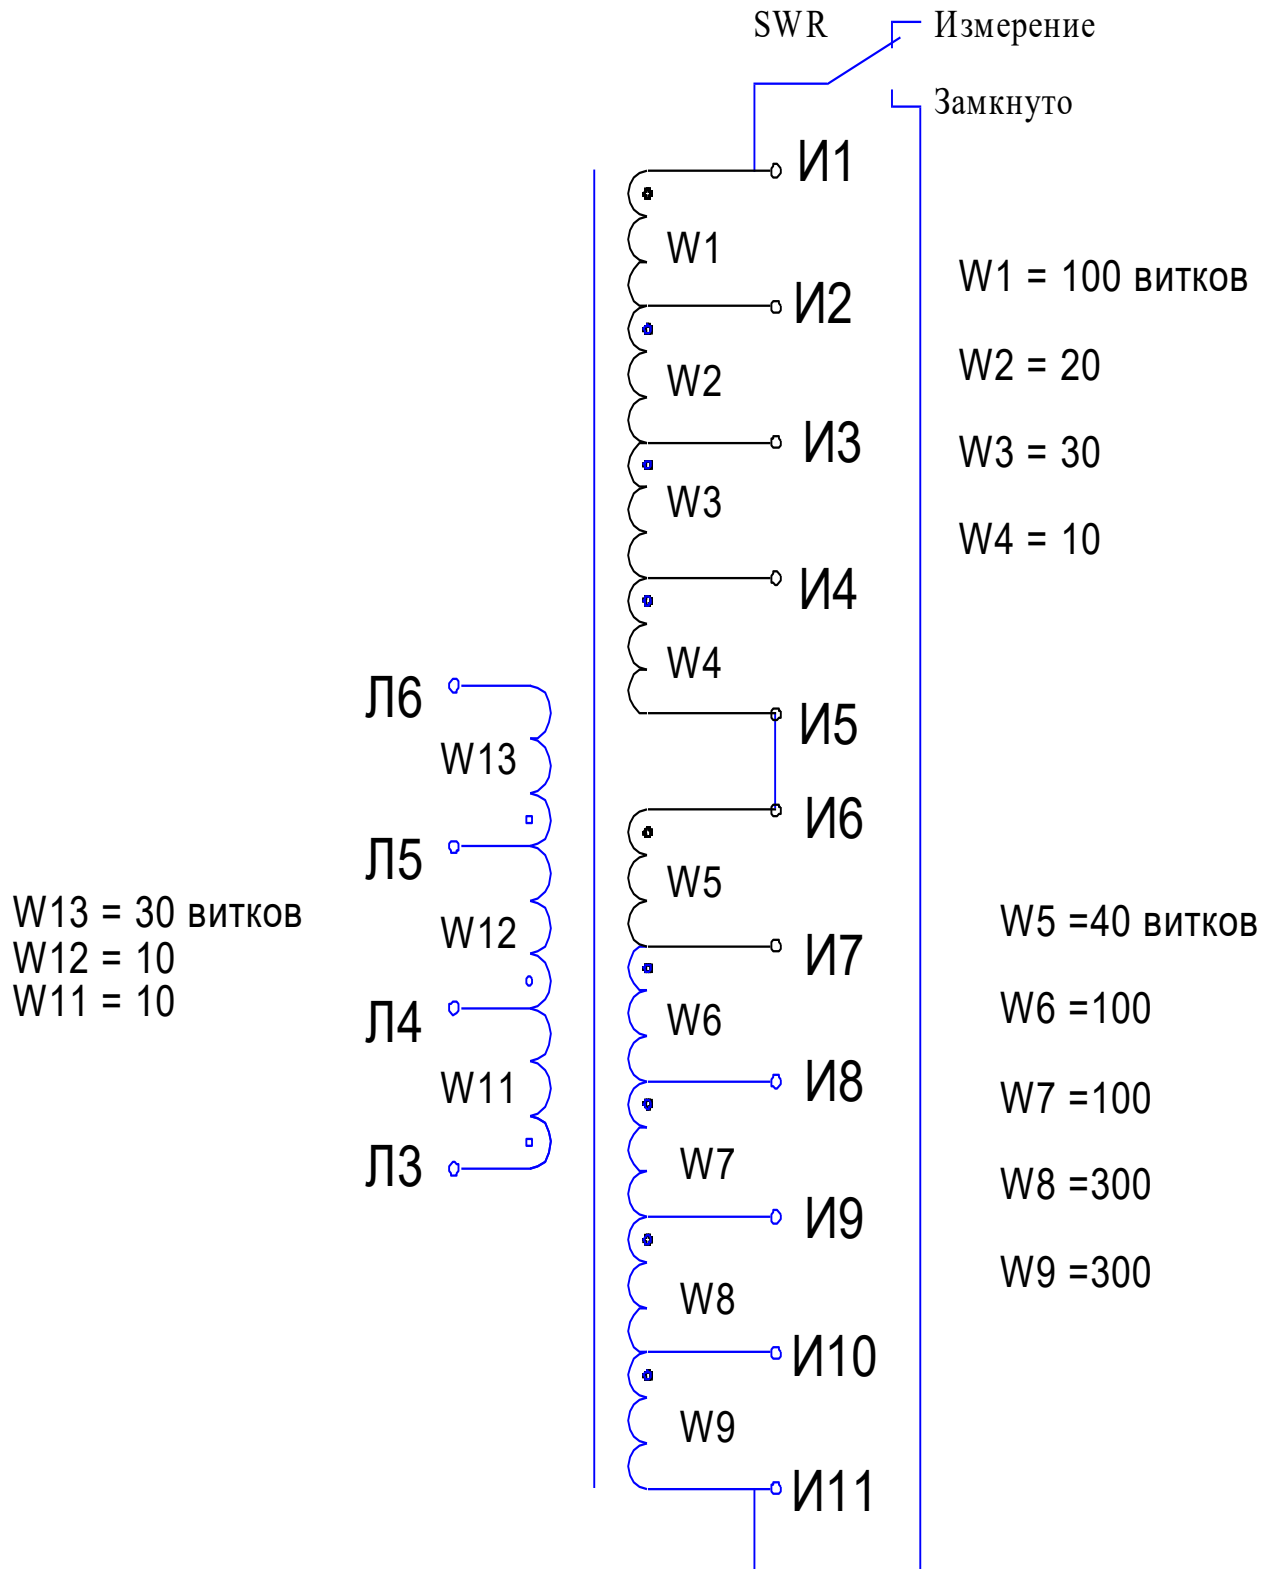 SWR
Измерение
Замкнуто
И1
W1
И2
W2
И3
W3
И4
W4
И5
И6
W5
И7
W6
И8
W7
И9
W8
И10
W9
И11
W1 = 100 витков
W2 = 20
W3 = 30
W4 = 10
Л6
W13
Л5
W12
Л4
W11
Л3
W13 = 30 витков
W12 = 10
W11 = 10
W5 =40 витков
W6 =100
W7 =100
W8 =300
W9 =300